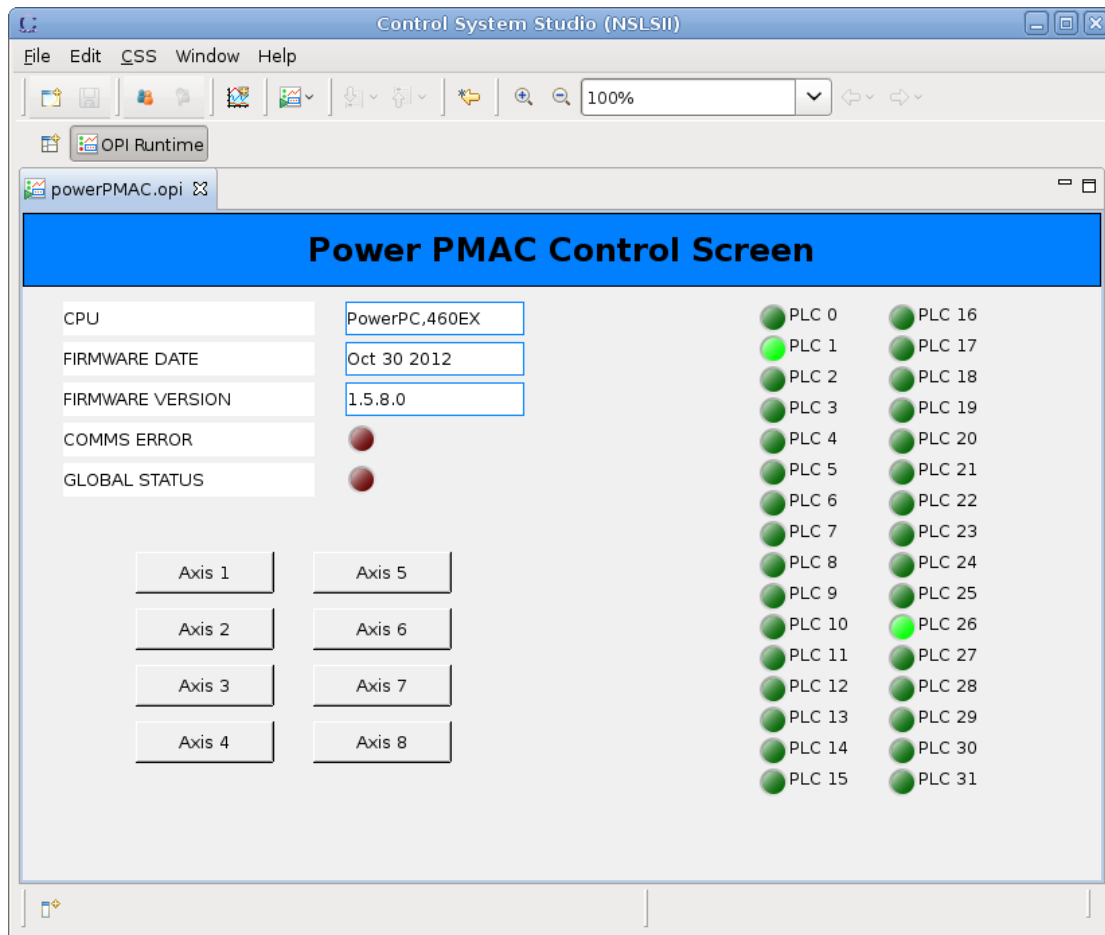 Control System Studio (NSLSII)
File Edit CSS Window Help
100%
OPI Runtime
powerPMAC.opi
Power PMAC Control Screen
CPU PowerPC,460EX
FIRMWARE DATE Oct 30 2012
FIRMWARE VERSION 1.5.8.0
COMMS ERROR
GLOBAL STATUS
Axis 1 Axis 5
Axis 2 Axis 6
Axis 3 Axis 7
Axis 4 Axis 8
PLC 0 PLC 16
PLC 1 PLC 17
PLC 2 PLC 18
PLC 3 PLC 19
PLC 4 PLC 20
PLC 5 PLC 21
PLC 6 PLC 22
PLC 7 PLC 23
PLC 8 PLC 24
PLC 9 PLC 25
PLC 10 PLC 26
PLC 11 PLC 27
PLC 12 PLC 28
PLC 13 PLC 29
PLC 14 PLC 30
PLC 15 PLC 31